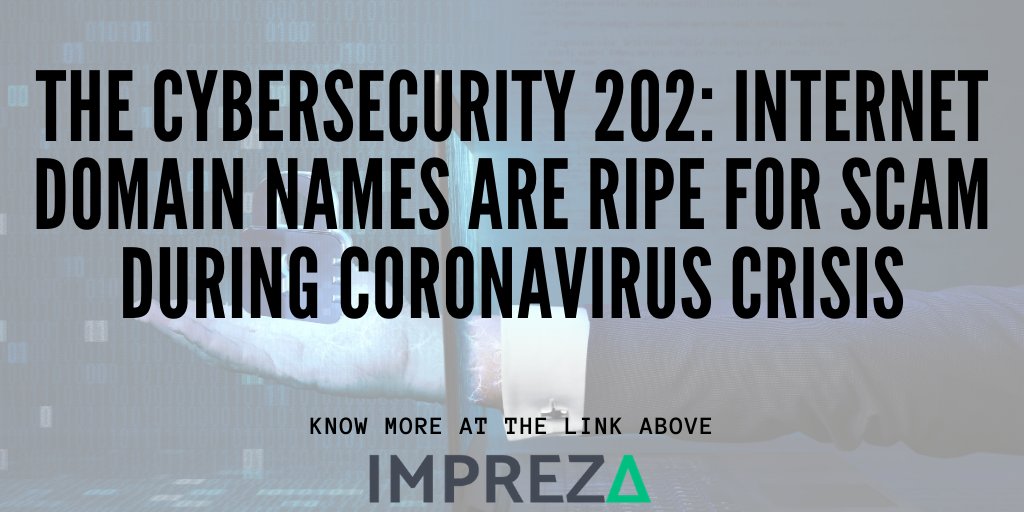 THE CYBERSECURITY 202: INTERNET
DOMAIN NAMES ARE RIPE FOR SCAM
DURING CORONAVIRUS CRISIS
KNOW MORE AT THE LINK ABOVE
IMPREZA